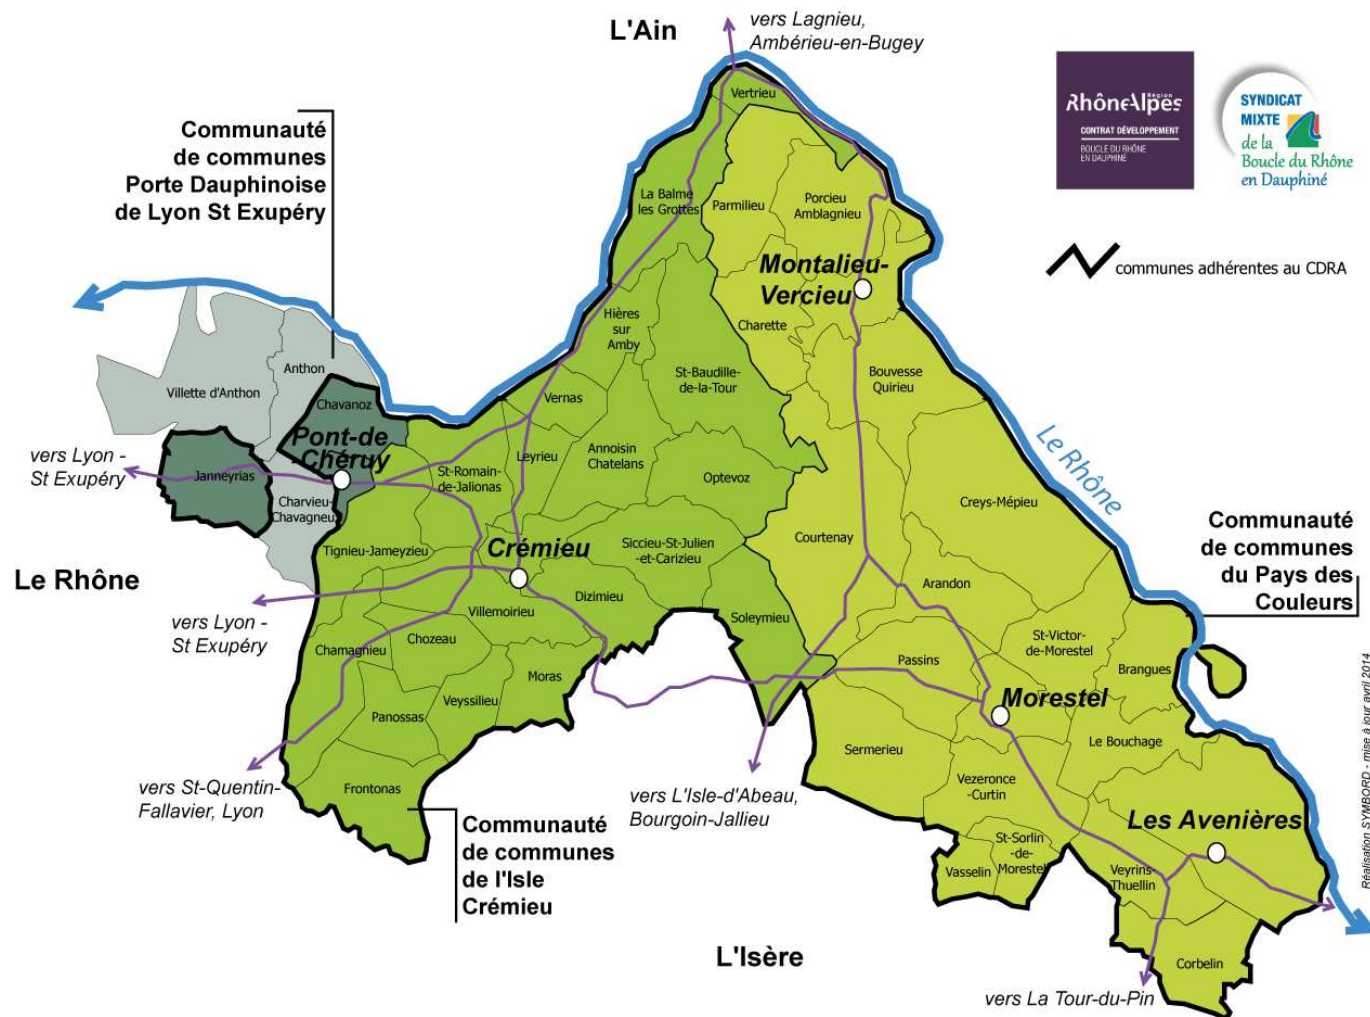 L'Ain
vers Lagnieu,
Ambérieu-en-Bugey
RhôneAlpes
Région
CONTRAT DÉVELOPPEMENT
BOUCLE DU RHÔNE
EN DAUPHINÉ
SYNDICAT
MIXTE
de la
Boucle du Rhône
en Dauphiné
communes adhérentes au CDRA
Communauté
de communes
Porte Dauphinoise
de Lyon St Exupéry
Vertrieu
La Balme
les Grottes
Parmilieu
Porcieu
Amblagnieu
Montalieu-
Vercieu
Charette
Hières
sur
Amby
St-Baudille-
de-la-Tour
Bouvesse
Quirieu
Anthon
Villette d'Anthon
Chavanoz
Pont-de
-Chéruy
vers Lyon -
St Exupéry
Janneyrias
Charvieu-
Chavagneux
Vernas
Leyrieu
Annoisin
Chatelans
Optevoz
St-Romain-
de-Jalionas
Le Rhône
Creys-Mépieu
Courtenay
Tignieu-Jameyzieu
Crémieu
Siccieu-St-Julien
-et-Carizieu
Communauté
de communes
du Pays des
Couleurs
Le Rhône
Arandon
Dizimieu
Villemoirieu
Soleymieu
vers Lyon -
St Exupéry
Chozeau
Chamagnieu
St-Victor-
de-Morestel
Passins
Brangues
Moras
Veyssilieu
Panossas
Morestel
Le Bouchage
Sermerieu
Frontonas
Vezeronce
-Curtin
vers St-Quentin-
Fallavier, Lyon
vers L'Isle-d'Abeau,
Bourgoin-Jallieu
Les Avenières
Communauté
de communes
de l'Isle
Crémieu
St-Sorlin
-de-
Morestel
Vasselin
Veyrins-
Thuellin
Corbelin
L'Isère
vers La Tour-du-Pin
Réalisation SYMBORD - mise à jour avril 2014